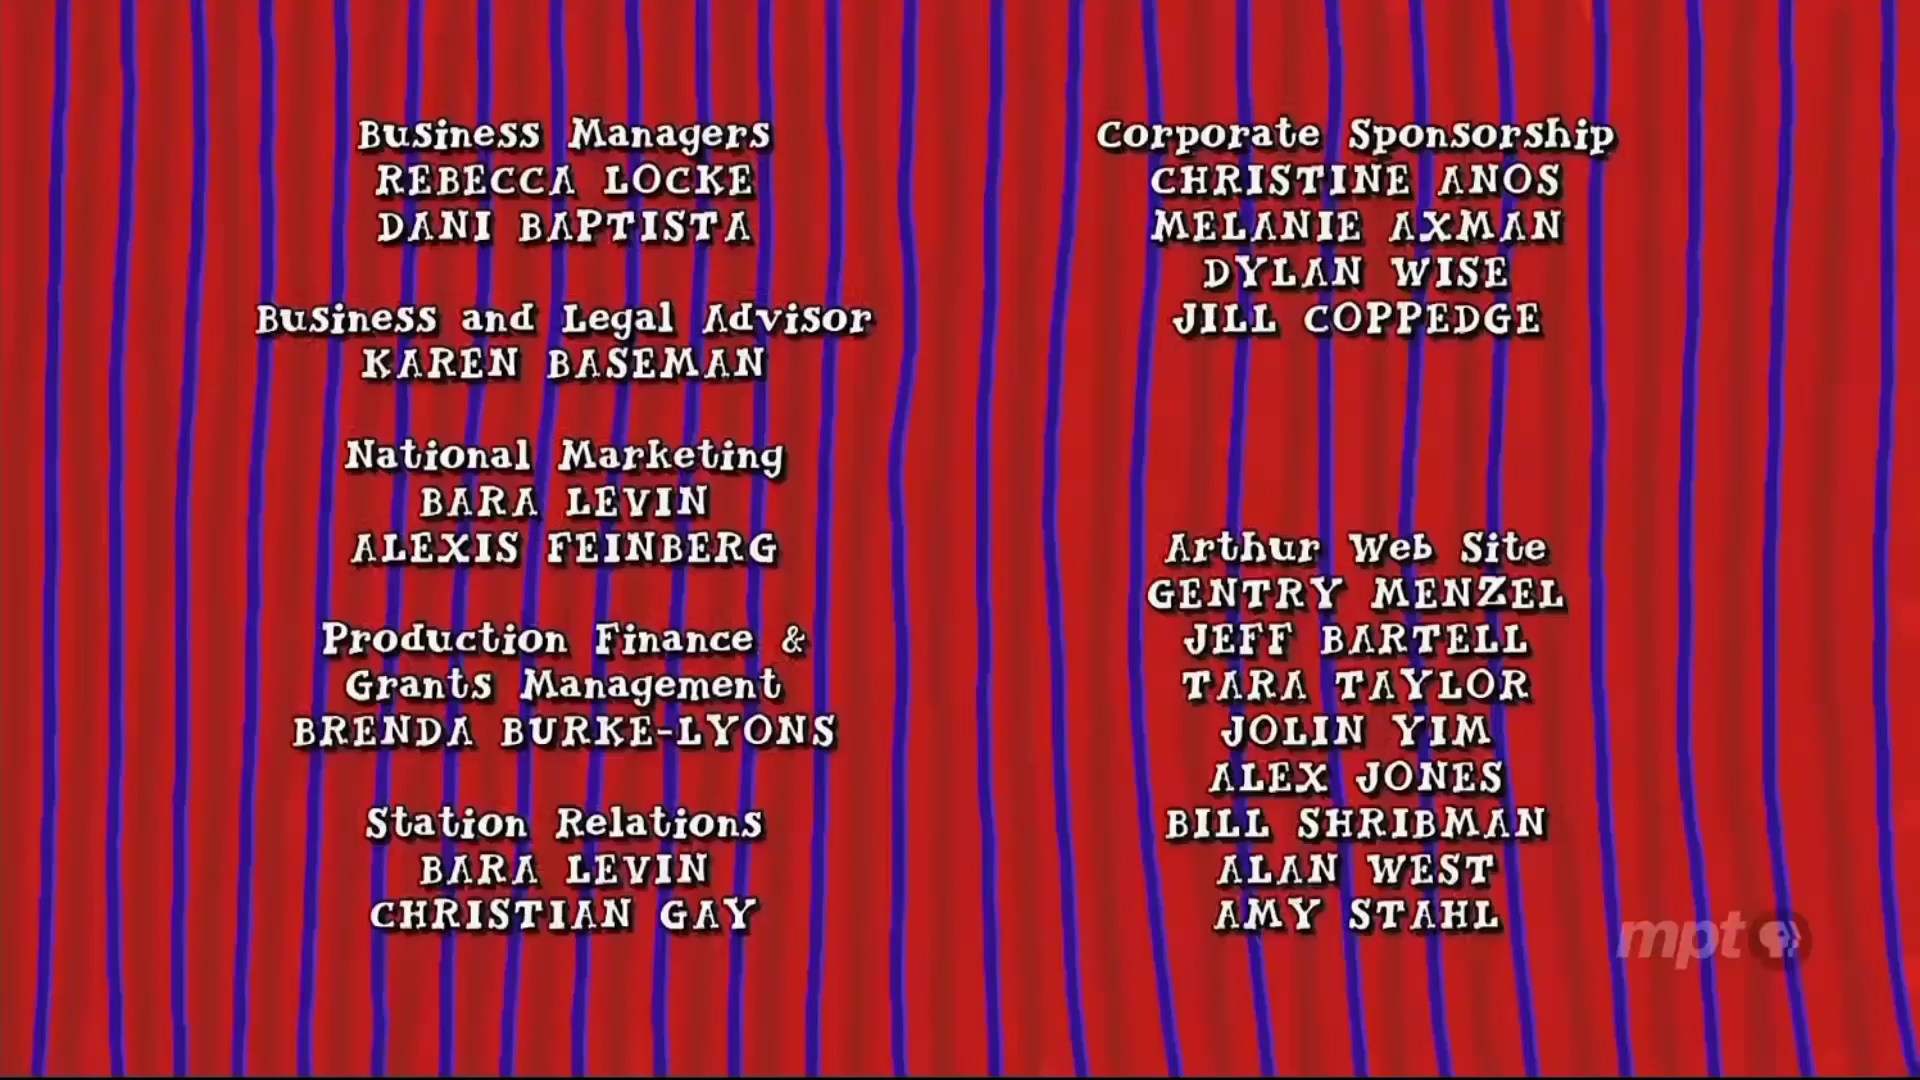 Business Managers
REBECCA LOCKE
DANI BAPTISTA
Business and Legal Advisor
KAREN BASEMAN
National Marketing
BARA LEVIN
ALEXIS FEINBERG
Production Finance &
Grants Management
BRENDA BURKE-LYONS
Station Relations
BARA LEVIN
CHRISTIAN GAY
Corporate Sponsorship
CHRISTINE ANOS
MELANIE AXMAN
DYLAN WISE
JILL COPPEDGE
Arthur Web Site
GENTRY MENZEL
JEFF BARTELL
TARA TAYLOR
JOLIN YIM
ALEX JONES
BILL SHRIBMAN
ALAN WEST
AMY STAHL
mpt